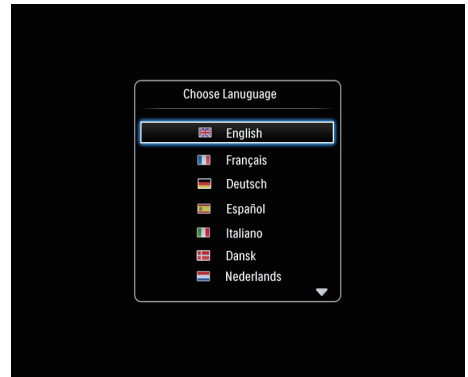 Choose Lanuguage
English
Français
Deutsch
Español
Italiano
Dansk
Nederlands